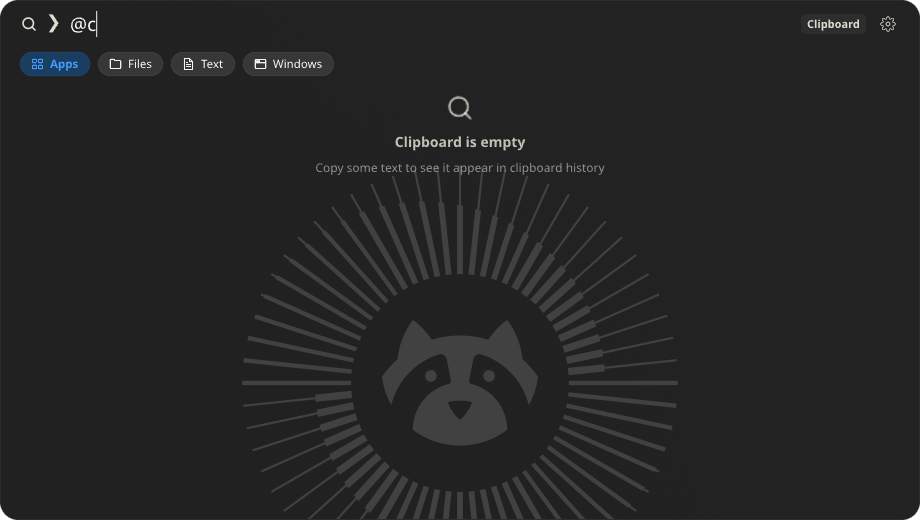 @c
Clipboard
Apps Files Text Windows
Clipboard is empty
Copy some text to see it appear in clipboard history